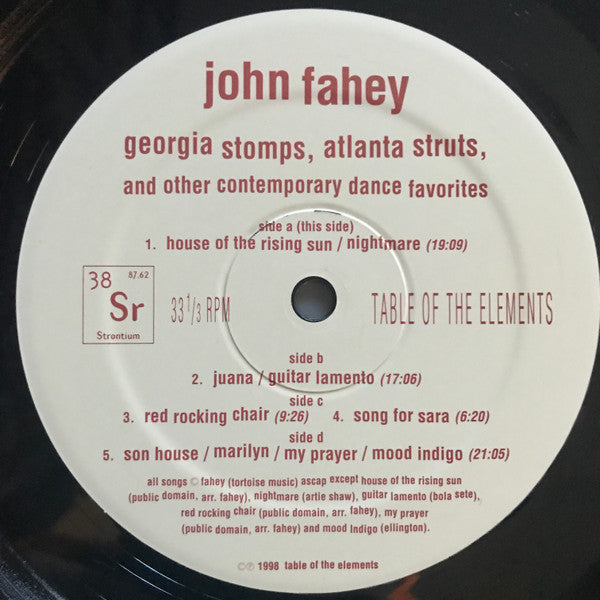 john fahey
georgia stomps, atlanta struts,
and other contemporary dance favorites
side a (this side)
1. house of the rising sun / nightmare (19:09)
38 87.62
Sr
Strontium
33 1/3 RPM
TABLE OF THE ELEMENTS
side b
2. juana / guitar lamento (17:06)
side c
3. red rocking chair (9:26) 4. song for sara (6:20)
side d
5. son house / marilyn / my prayer / mood indigo (21:05)
all songs © fahey (tortoise music) ascap except house of the rising sun
(public domain, arr. fahey), nightmare (artie shaw), guitar lamento (bola sete),
red rocking chair (public domain, arr. fahey), my prayer
(public domain, arr. fahey) and mood Indigo (ellington).
©℗ 1998 table of the elements